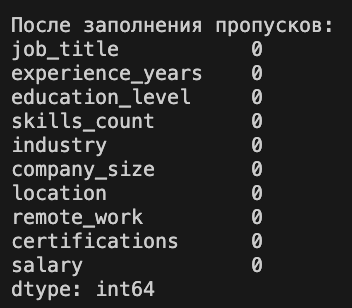 После заполнения пропусков:
job_title 0
experience_years 0
education_level 0
skills_count 0
industry 0
company_size 0
location 0
remote_work 0
certifications 0
salary 0
dtype: int64